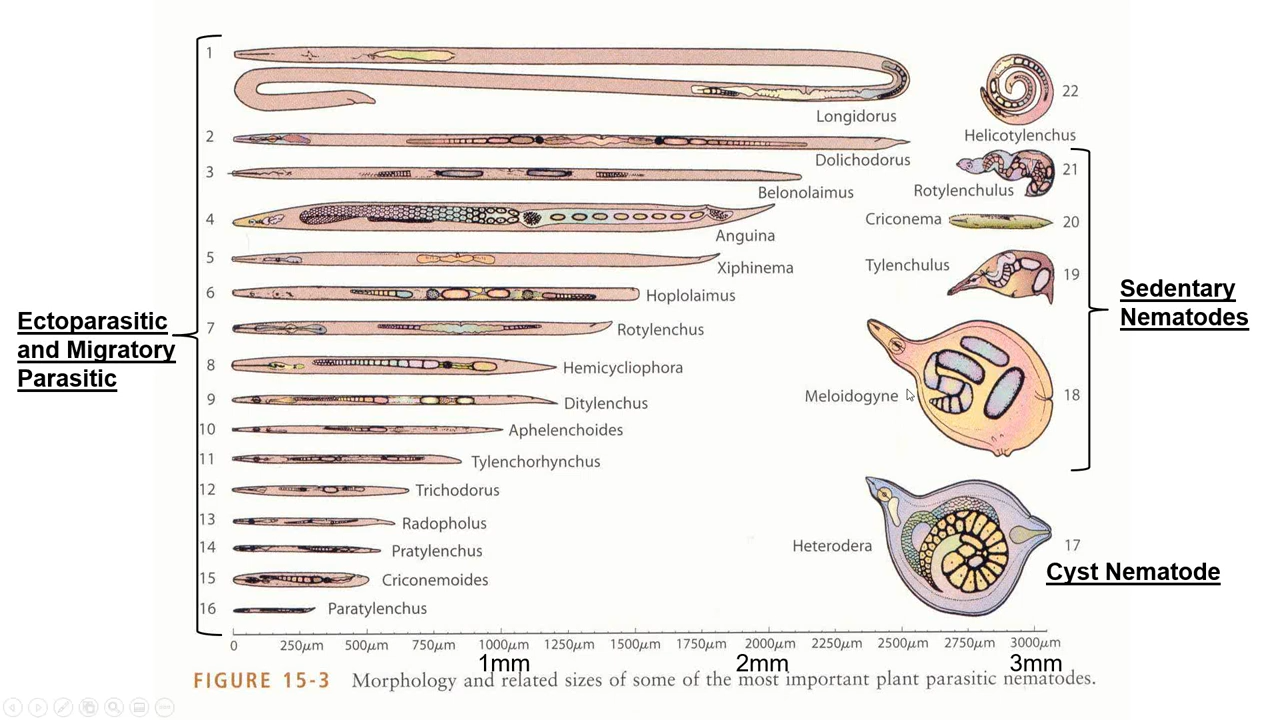 1
Longidorus
2
Dolichodorus
3
Belonolaimus
4
Anguina
5
Xiphinema
6
Hoplolaimus
7
Rotylenchus
8
Hemicycliophora
9
Ditylenchus
10
Aphelenchoides
11
Tylenchorhynchus
12
Trichodorus
13
Radopholus
14
Pratylenchus
15
Criconemoides
16
Paratylenchus
Ectoparasitic
and Migratory
Parasitic
22
Helicotylenchus
21
Rotylenchulus
Criconema
20
Tylenchulus
19
Meloidogyne
18
Heterodera
17
Sedentary
Nematodes
Cyst Nematode
0 250μm 500μm 750μm 1000μm 1250μm 1500μm 1750μm 2000μm 2250μm 2500μm 2750μm 3000μm
1mm 2mm 3mm
FIGURE 15-3 Morphology and related sizes of some of the most important plant parasitic nematodes.